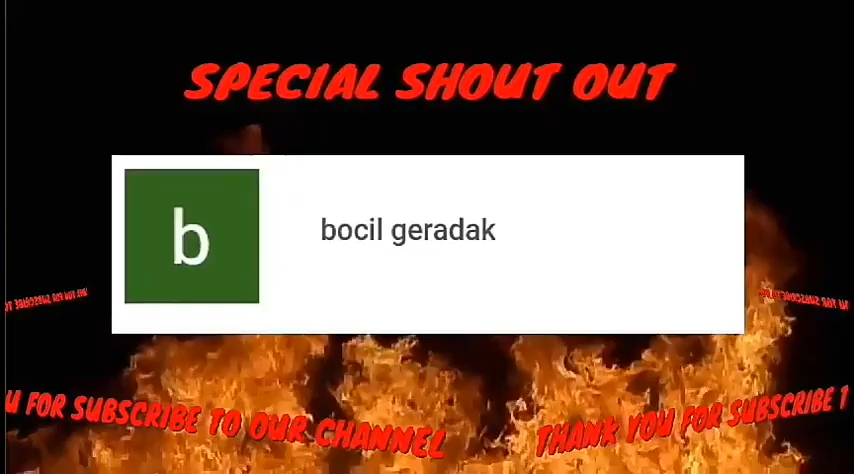 SPECIAL SHOUT OUT
b
bocil geradak
U FOR SUBSCRIBE TO OUR CHANNEL
THANK YOU FOR SUBSCRIBE T